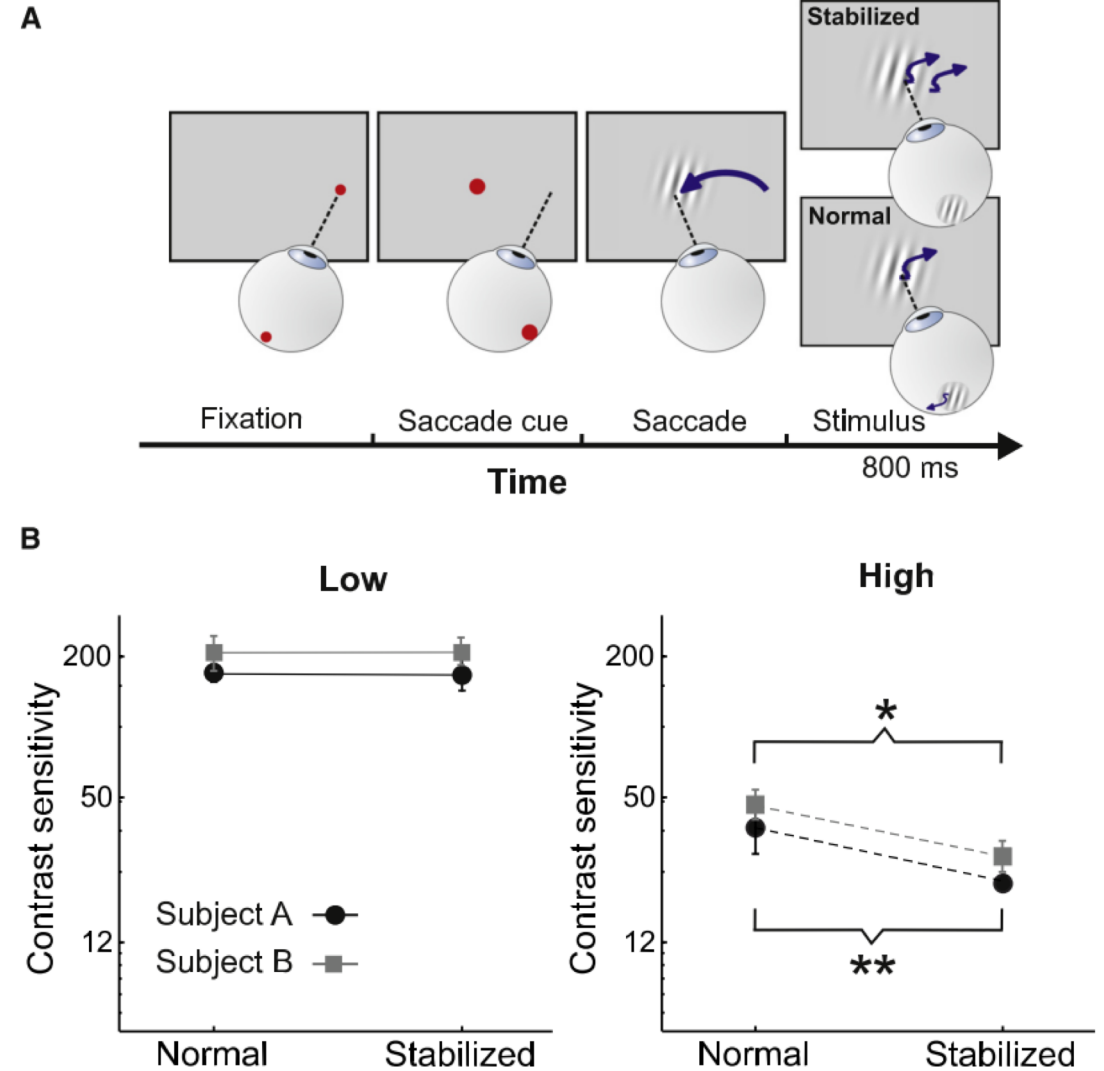 A
Stabilized
Normal
Fixation
Saccade cue
Saccade
Stimulus
800 ms
Time
B
Low
High
Contrast sensitivity
200
50
12
Subject A
Subject B
Normal
Stabilized
Contrast sensitivity
200
50
12
*
**
Normal
Stabilized